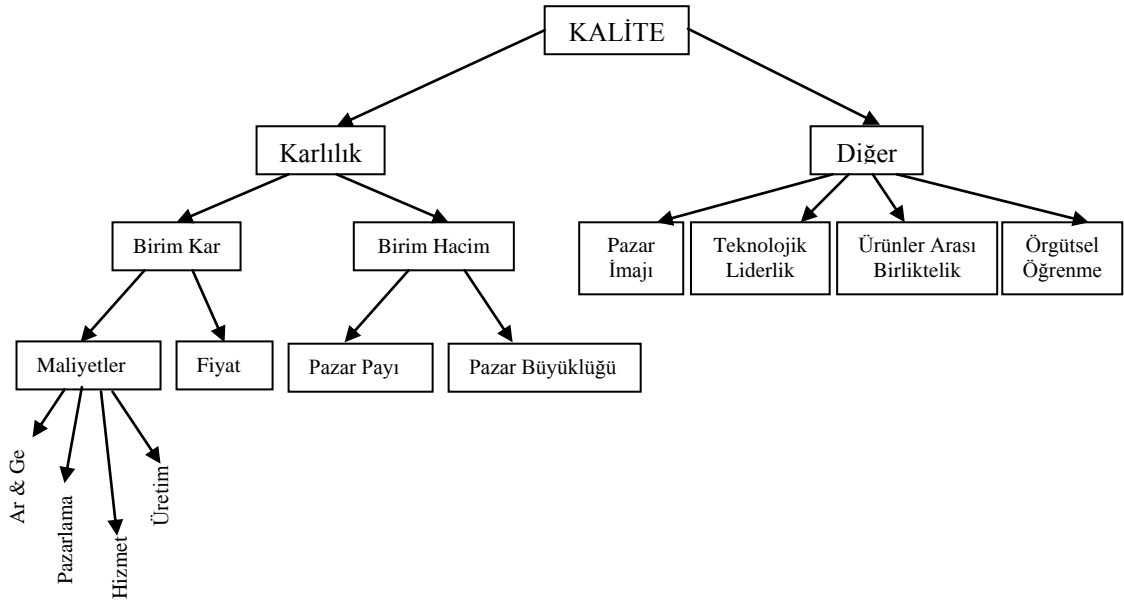 KALİTE
Karlılık
Diğer
Birim Kar
Birim Hacim
Pazar
İmajı
Teknolojik
Liderlik
Ürünler Arası
Birliktelik
Örgütsel
Öğrenme
Maliyetler
Fiyat
Pazar Payı
Pazar Büyüklüğü
Ar & Ge
Pazarlama
Hizmet
Üretim